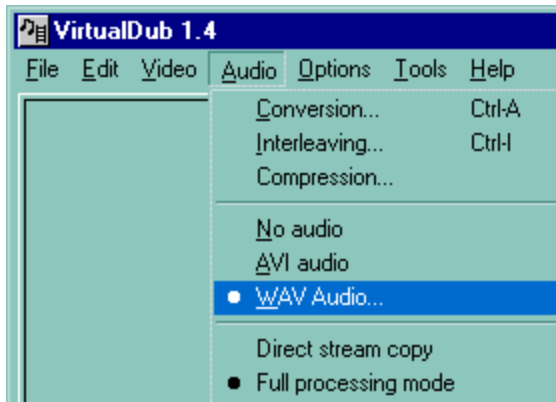 VirtualDub 1.4
File Edit Video Audio Options Tools Help
Conversion... Ctrl-A
Interleaving... Ctrl-I
Compression...
No audio
AVI audio
WAV Audio...
Direct stream copy
Full processing mode